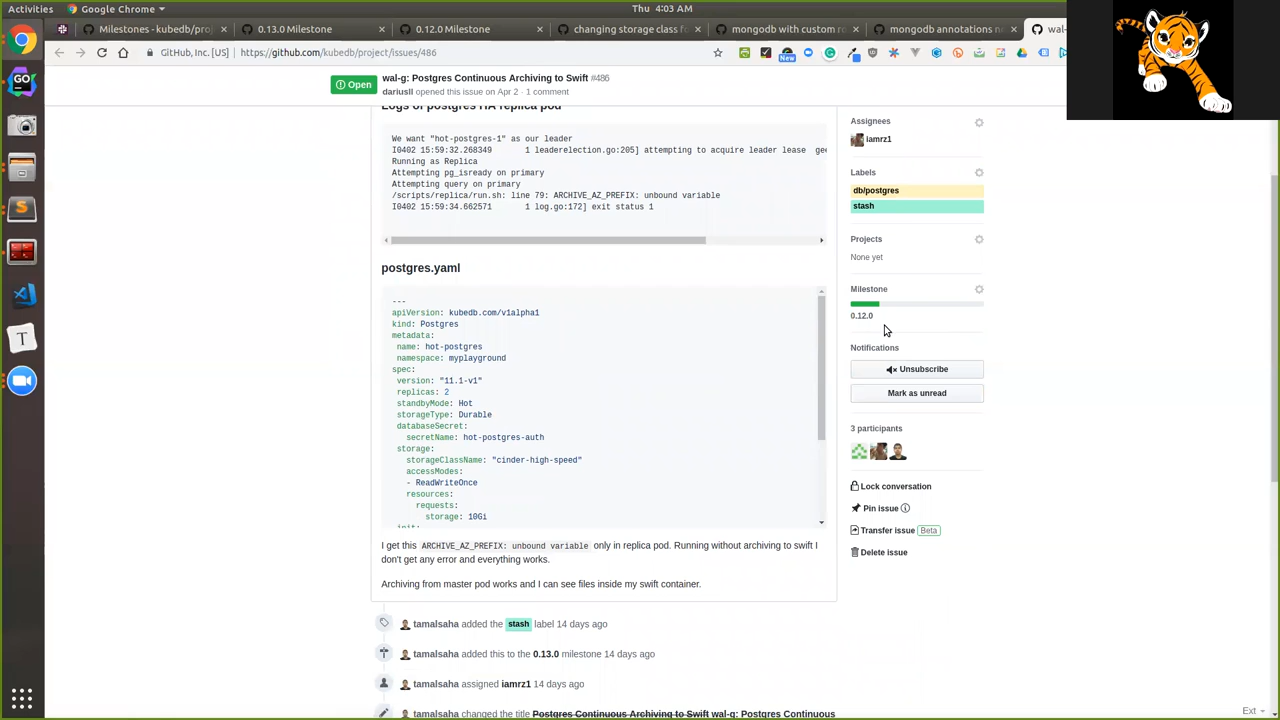 Activities
Google Chrome
Thu 4:03 AM
Milestones - kubedb/pro
0.13.0 Milestone
0.12.0 Milestone
changing storage class f
mongodb with custom ro
mongodb annotations ne
wal-
GitHub, Inc. [US]
https://github.com/kubedb/project/issues/486
New
Open
wal-g: Postgres Continuous Archiving to Swift #486
dariusII opened this issue on Apr 2 · 1 comment
Logs of postgres HA replica pod
We want "hot-postgres-1" as our leader
I0402 15:59:32.268349 1 leaderelection.go:205] attempting to acquire leader lease gee
Running as Replica
Attempting pg_isready on primary
Attempting query on primary
/scripts/replica/run.sh: line 79: ARCHIVE_AZ_PREFIX: unbound variable
I0402 15:59:34.662571 1 log.go:172] exit status 1
postgres.yaml
---
apiVersion: kubedb.com/v1alpha1
kind: Postgres
metadata:
name: hot-postgres
namespace: myplayground
spec:
version: "11.1-v1"
replicas: 2
standbyMode: Hot
storageType: Durable
databaseSecret:
secretName: hot-postgres-auth
storage:
storageClassName: "cinder-high-speed"
accessModes:
- ReadWriteOnce
resources:
requests:
storage: 10Gi
init:
I get this ARCHIVE_AZ_PREFIX: unbound variable only in replica pod. Running without archiving to swift I
don't get any error and everything works.
Archiving from master pod works and I can see files inside my swift container.
tamalsaha added the stash label 14 days ago
tamalsaha added this to the 0.13.0 milestone 14 days ago
tamalsaha assigned iamrz1 14 days ago
tamalsaha changed the title Postgres Continuous Archiving to Swift wal-g: Postgres Continuous
Assignees
iamrz1
Labels
db/postgres
stash
Projects
None yet
Milestone
0.12.0
Notifications
Unsubscribe
Mark as unread
3 participants
Lock conversation
Pin issue
Transfer issue Beta
Delete issue
Ext
GO
S
T